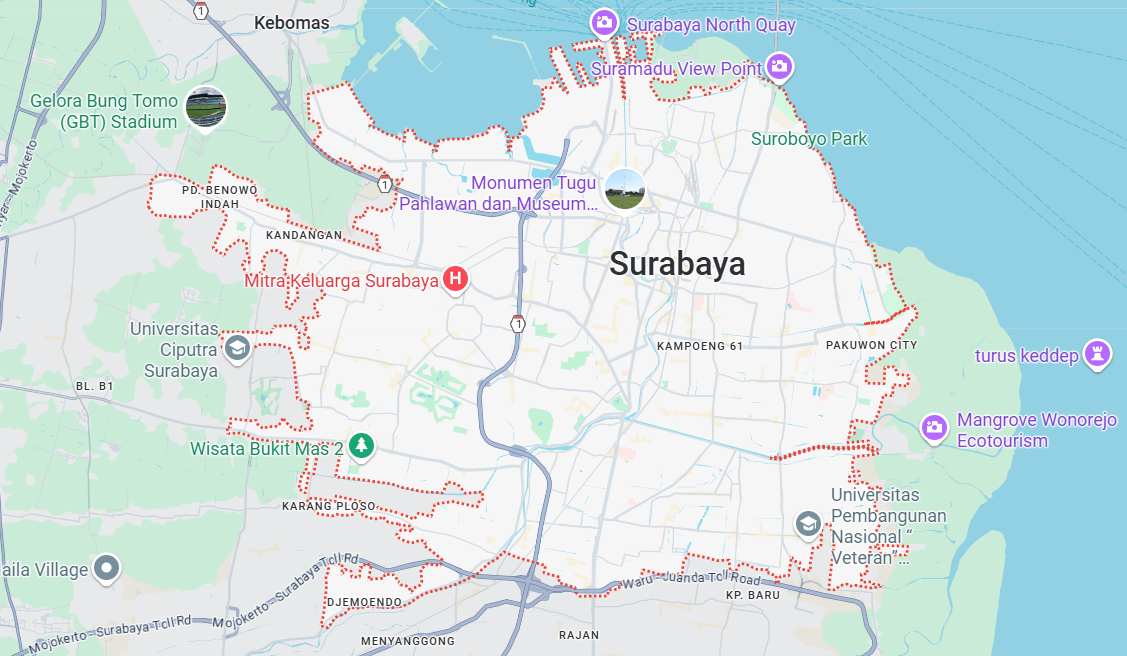 1
Kebomas
Surabaya North Quay
Suramadu View Point
Gelora Bung Tomo
(GBT) Stadium
Suroboyo Park
Mojokerto
1
Monumen Tugu
Pahlawan dan Museum...
PD. BENOWO
INDAH
KANDANGAN
Surabaya
Mitra Keluarga Surabaya
H
1
Universitas
Ciputra
Surabaya
KAMPOENG 61
PAKUWON CITY
turus keddep
BL. B1
Mangrove Wonorejo
Ecotourism
Wisata Bukit Mas 2
Universitas
Pembangunan
Nasional “
Veteran”...
KARANG PLOSO
aila Village
Mojokerto - Surabaya Toll Rd
Waru - Juanda Toll Road
KP. BARU
DJEMOENDO
Mojokerto - Surabaya Toll Rd
MENYANGGONG
RAJAN